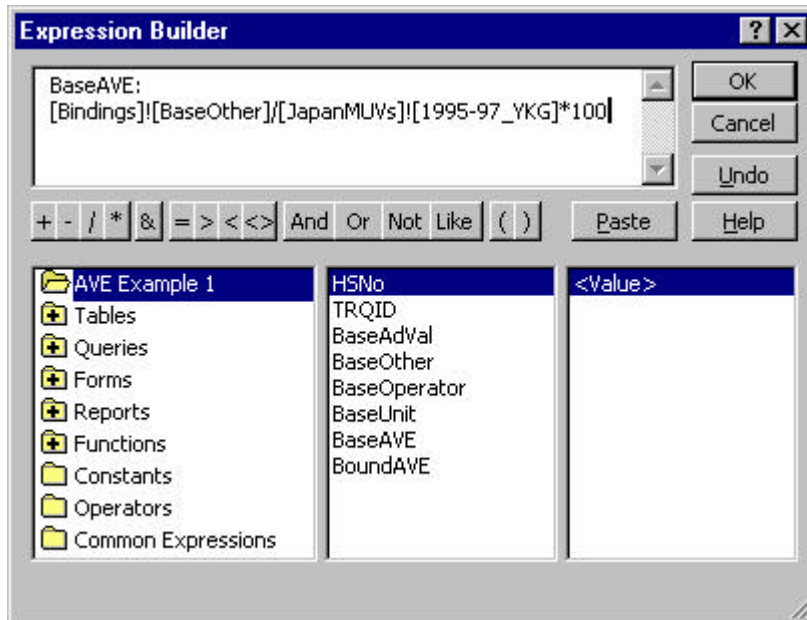 Expression Builder
? X
BaseAVE:
[Bindings]![BaseOther]/[JapanMUVs]![1995-97_YKG]*100
OK
Cancel
Undo
+ - / * & = > < <> And Or Not Like ( ) Paste Help
AVE Example 1
Tables
Queries
Forms
Reports
Functions
Constants
Operators
Common Expressions
HSNo
TRQID
BaseAdVal
BaseOther
BaseOperator
BaseUnit
BaseAVE
BoundAVE
<Value>